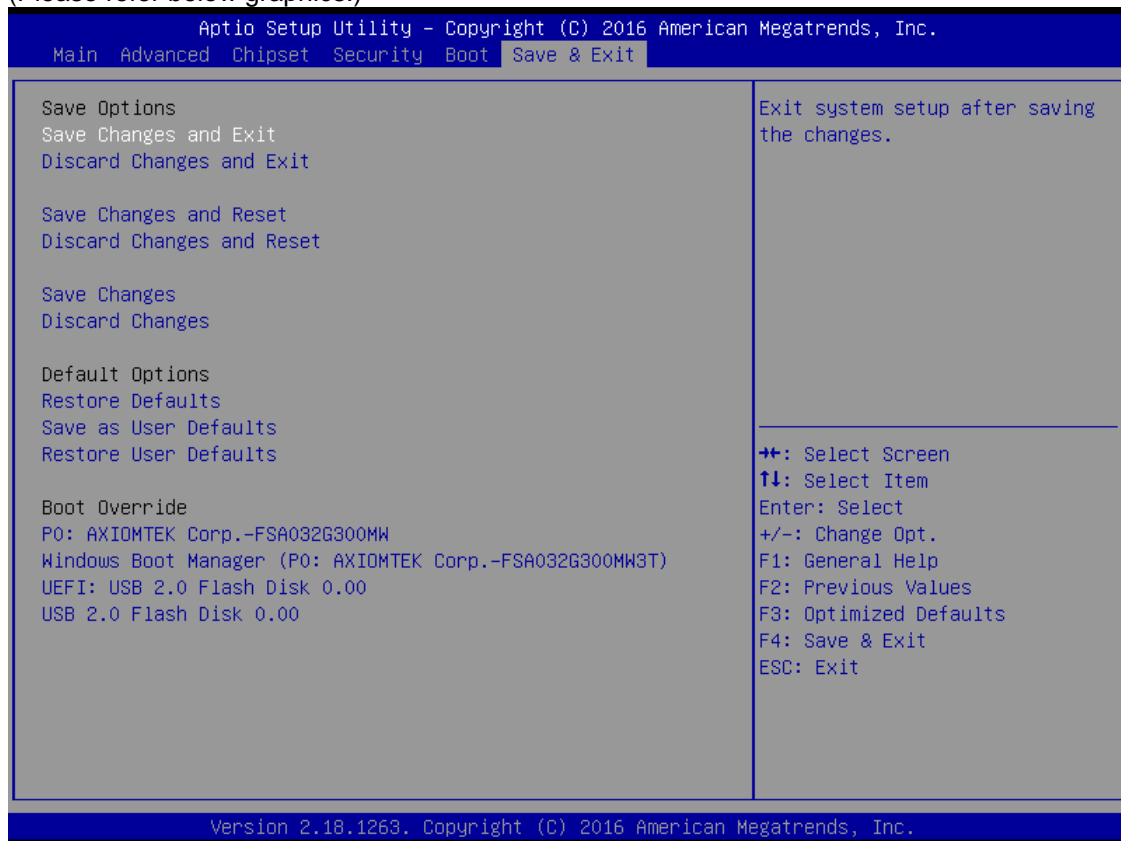 (Please refer below graphics.)
Aptio Setup Utility – Copyright (C) 2016 American Megatrends, Inc.
Main Advanced Chipset Security Boot Save & Exit
Save Options
Save Changes and Exit
Discard Changes and Exit
Save Changes and Reset
Discard Changes and Reset
Save Changes
Discard Changes
Default Options
Restore Defaults
Save as User Defaults
Restore User Defaults
Boot Override
P0: AXIOMTEK Corp.-FSA032G300MW
Windows Boot Manager (P0: AXIOMTEK Corp.-FSA032G300MW3T)
UEFI: USB 2.0 Flash Disk 0.00
USB 2.0 Flash Disk 0.00
Exit system setup after saving
the changes.
→←: Select Screen
↑↓: Select Item
Enter: Select
+/-: Change Opt.
F1: General Help
F2: Previous Values
F3: Optimized Defaults
F4: Save & Exit
ESC: Exit
Version 2.18.1263. Copyright (C) 2016 American Megatrends, Inc.